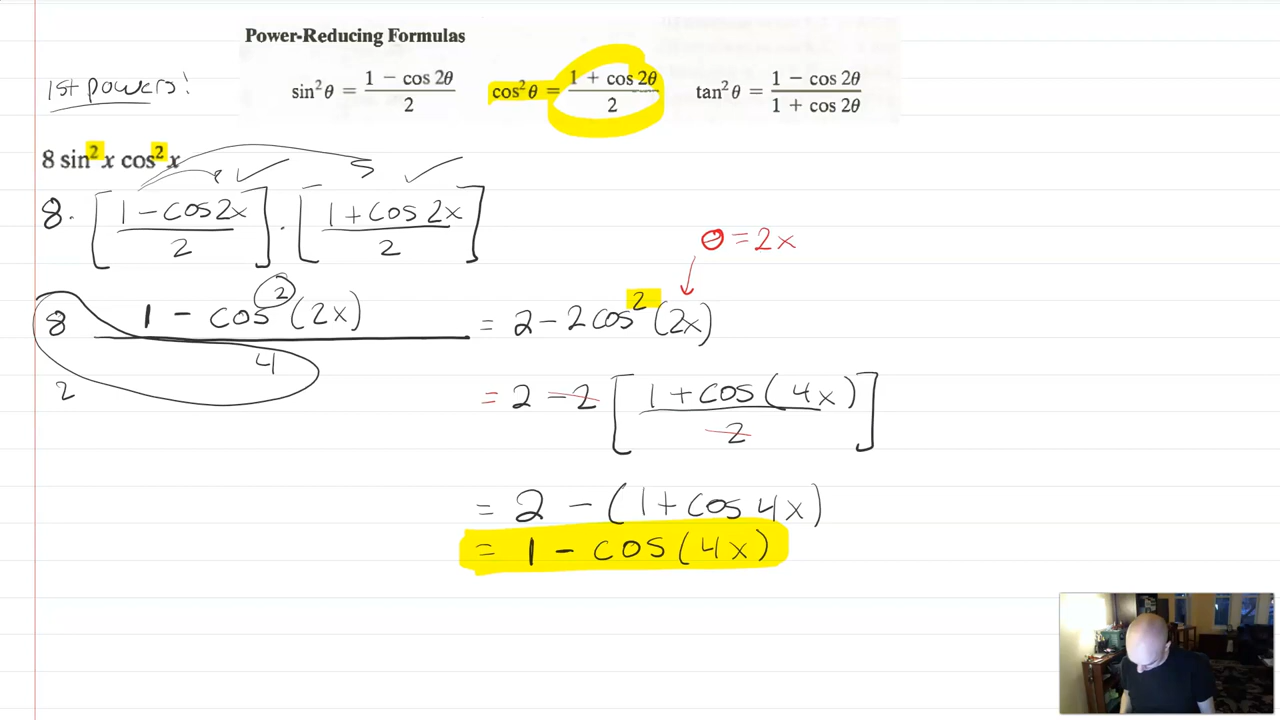 Power-Reducing Formulas
1st powers!
sin²θ = (1 − cos 2θ)/2    cos²θ = (1 + cos 2θ)/2    tan²θ = (1 − cos 2θ)/(1 + cos 2θ)
8 sin²x cos²x
8 · [(1 − cos 2x)/2] · [(1 + cos 2x)/2]
θ = 2x
8 (1 − cos²(2x))/4 = 2 − 2cos²(2x)
2
= 2 − 2 [(1 + cos(4x))/2]
= 2 − (1 + cos 4x)
= 1 − cos(4x)